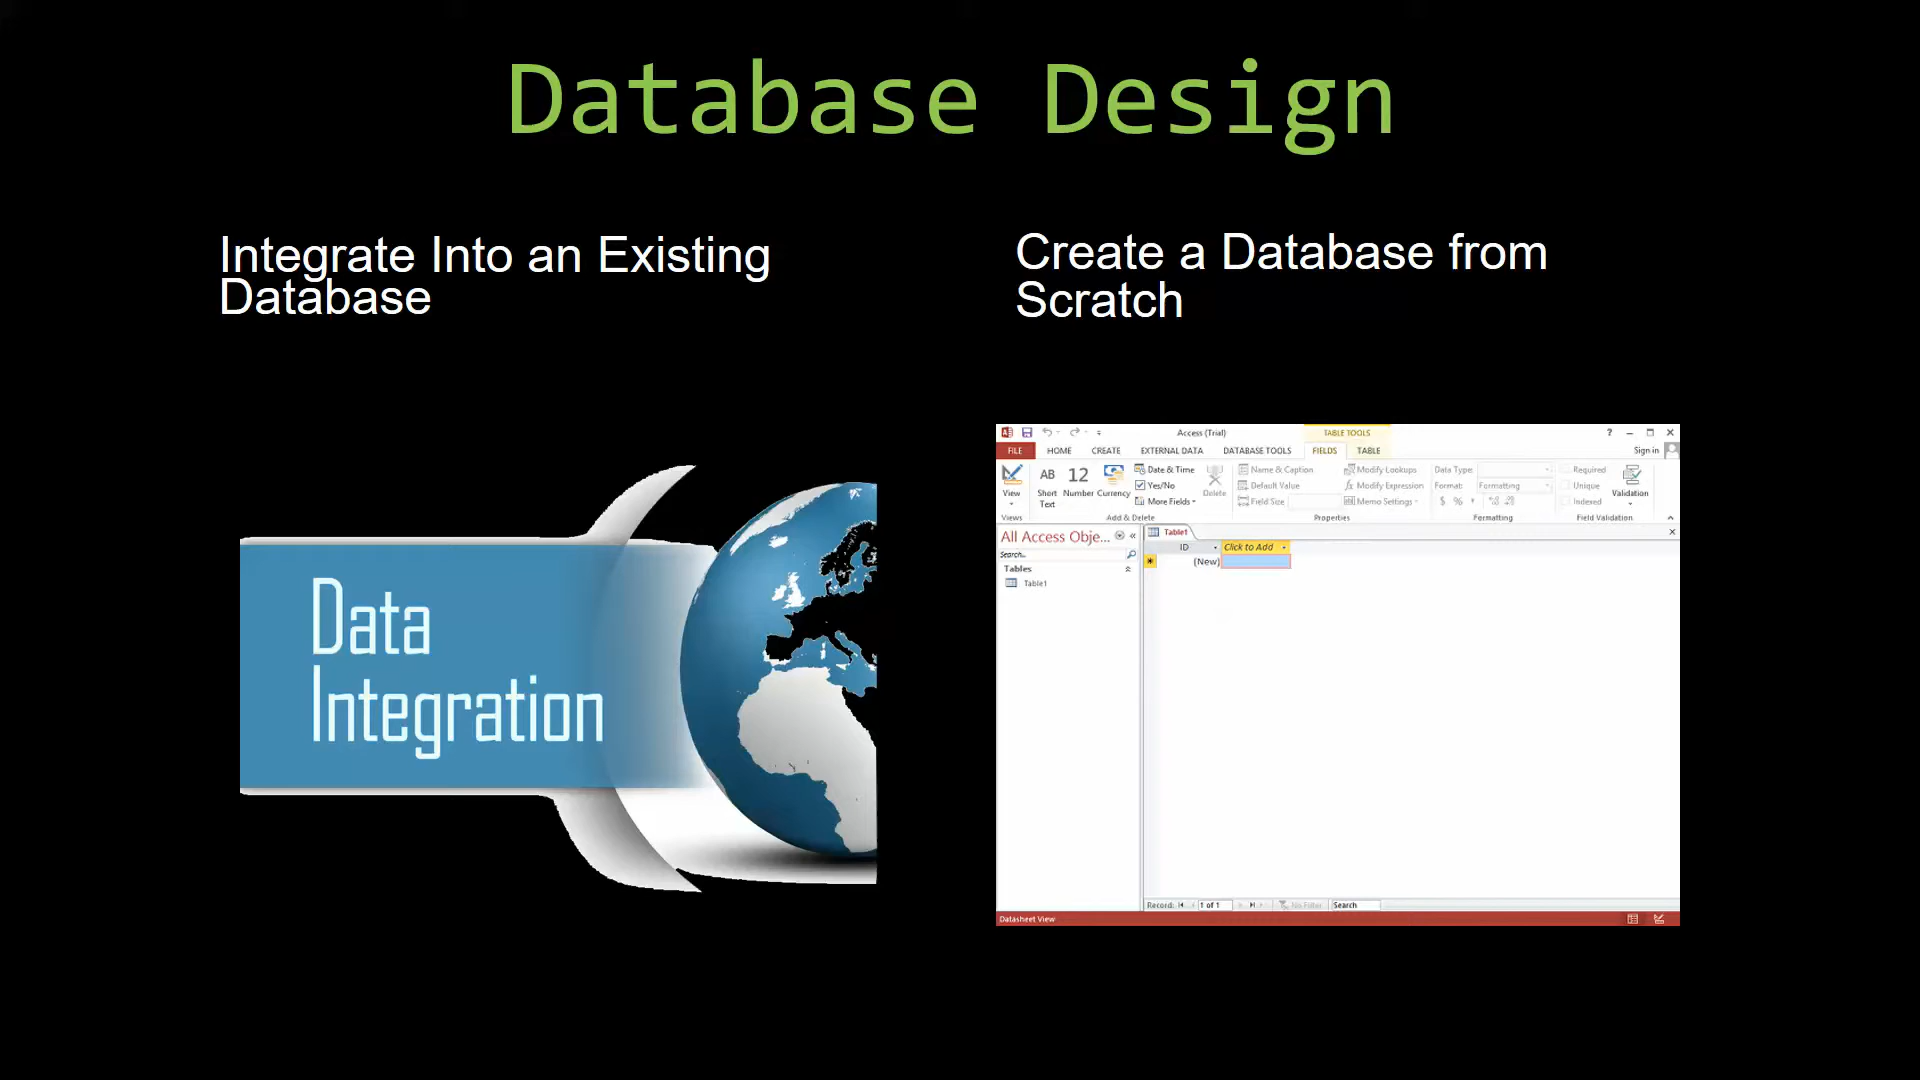 Database Design
Integrate Into an Existing
Database
Create a Database from
Scratch
Data
Integration
Access (Trial)
TABLE TOOLS
?
FILE HOME CREATE EXTERNAL DATA DATABASE TOOLS FIELDS TABLE
Sign in
View
Views
AB
Short
Text
12
Number
Currency
Date & Time
Yes/No
More Fields
Delete
Add & Delete
Name & Caption
Default Value
Field Size
Modify Lookups
Modify Expression
Memo Settings
Properties
Data Type:
Format: Formatting
$ %
Formatting
Required
Unique
Indexed
Validation
Field Validation
All Access Obje...
Search...
Tables
Table1
Table1
ID Click to Add
(New)
Record: 1 of 1 No Filter Search
Datasheet View